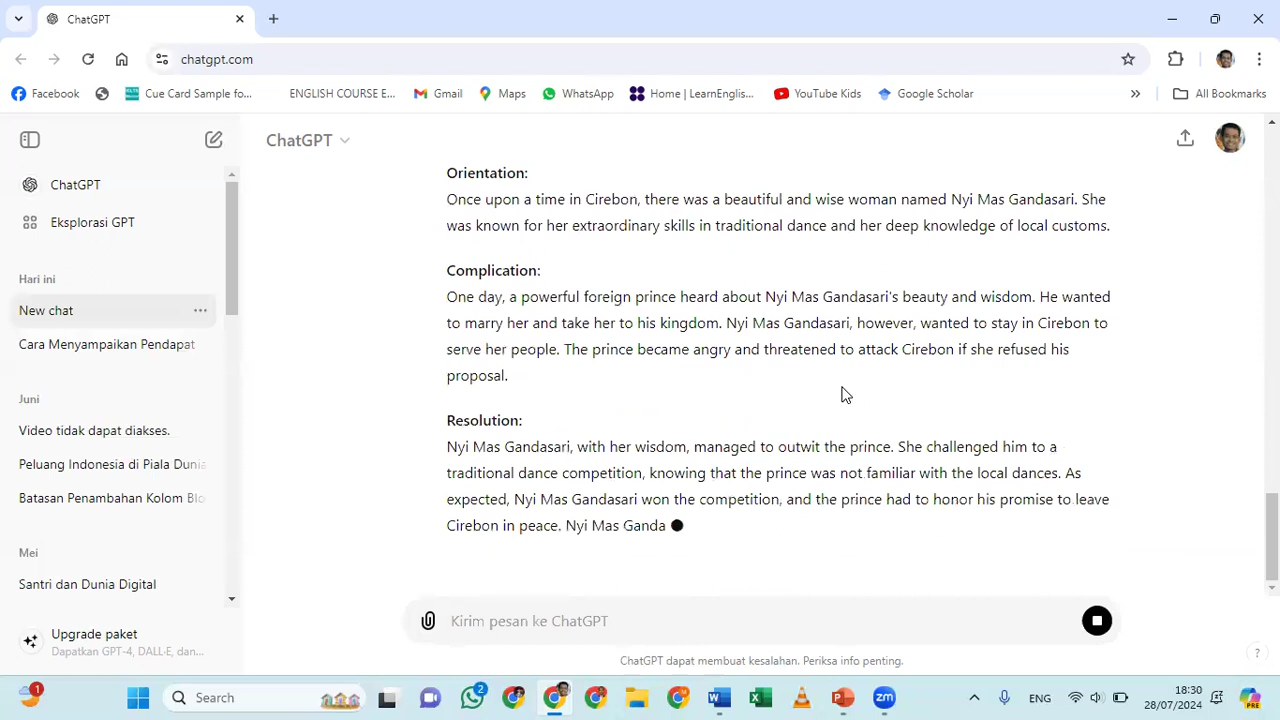 ChatGPT
chatgpt.com
Facebook
Cue Card Sample fo...
ENGLISH COURSE E...
Gmail
Maps
WhatsApp
Home | LearnEnglis...
YouTube Kids
Google Scholar
»
All Bookmarks
ChatGPT
ChatGPT
Eksplorasi GPT
Hari ini
New chat
Cara Menyampaikan Pendapat
Juni
Video tidak dapat diakses.
Peluang Indonesia di Piala Dunia
Batasan Penambahan Kolom Blo
Mei
Santri dan Dunia Digital
Upgrade paket
Dapatkan GPT-4, DALL·E, dan...
Orientation:
Once upon a time in Cirebon, there was a beautiful and wise woman named Nyi Mas Gandasari. She
was known for her extraordinary skills in traditional dance and her deep knowledge of local customs.
Complication:
One day, a powerful foreign prince heard about Nyi Mas Gandasari's beauty and wisdom. He wanted
to marry her and take her to his kingdom. Nyi Mas Gandasari, however, wanted to stay in Cirebon to
serve her people. The prince became angry and threatened to attack Cirebon if she refused his
proposal.
Resolution:
Nyi Mas Gandasari, with her wisdom, managed to outwit the prince. She challenged him to a
traditional dance competition, knowing that the prince was not familiar with the local dances. As
expected, Nyi Mas Gandasari won the competition, and the prince had to honor his promise to leave
Cirebon in peace. Nyi Mas Ganda
Kirim pesan ke ChatGPT
ChatGPT dapat membuat kesalahan. Periksa info penting.
?
1
Search
2
zm
ENG
18:30
28/07/2024
PRE